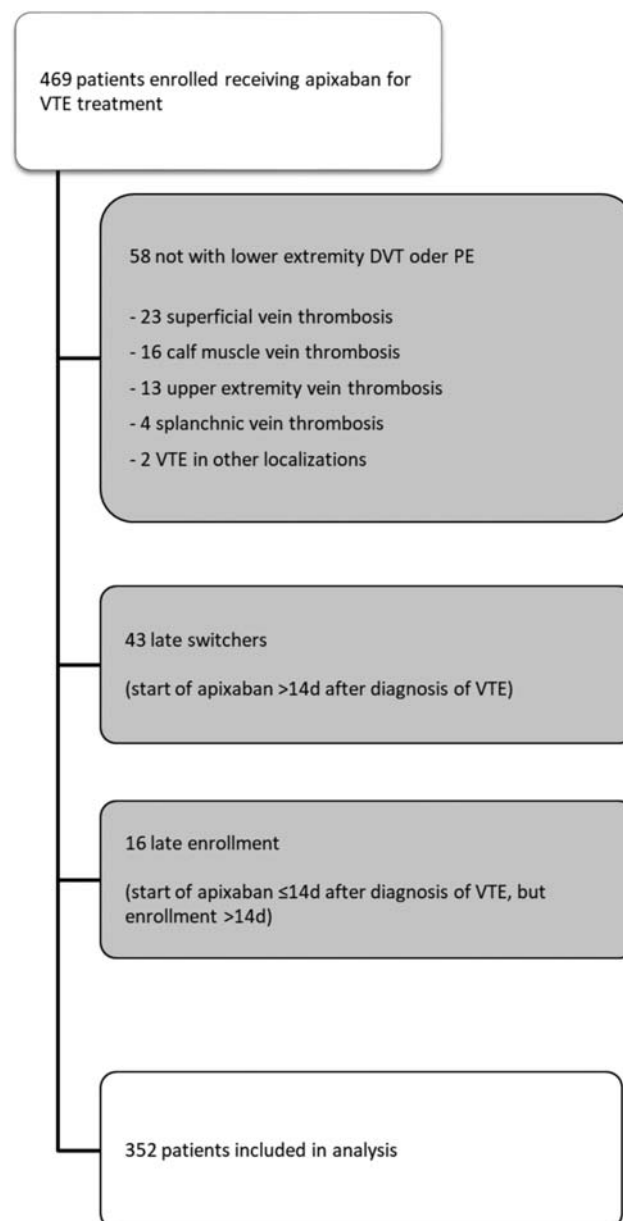 469 patients enrolled receiving apixaban for
VTE treatment
58 not with lower extremity DVT oder PE
- 23 superficial vein thrombosis
- 16 calf muscle vein thrombosis
- 13 upper extremity vein thrombosis
- 4 splanchnic vein thrombosis
- 2 VTE in other localizations
43 late switchers
(start of apixaban >14d after diagnosis of VTE)
16 late enrollment
(start of apixaban ≤14d after diagnosis of VTE, but
enrollment >14d)
352 patients included in analysis